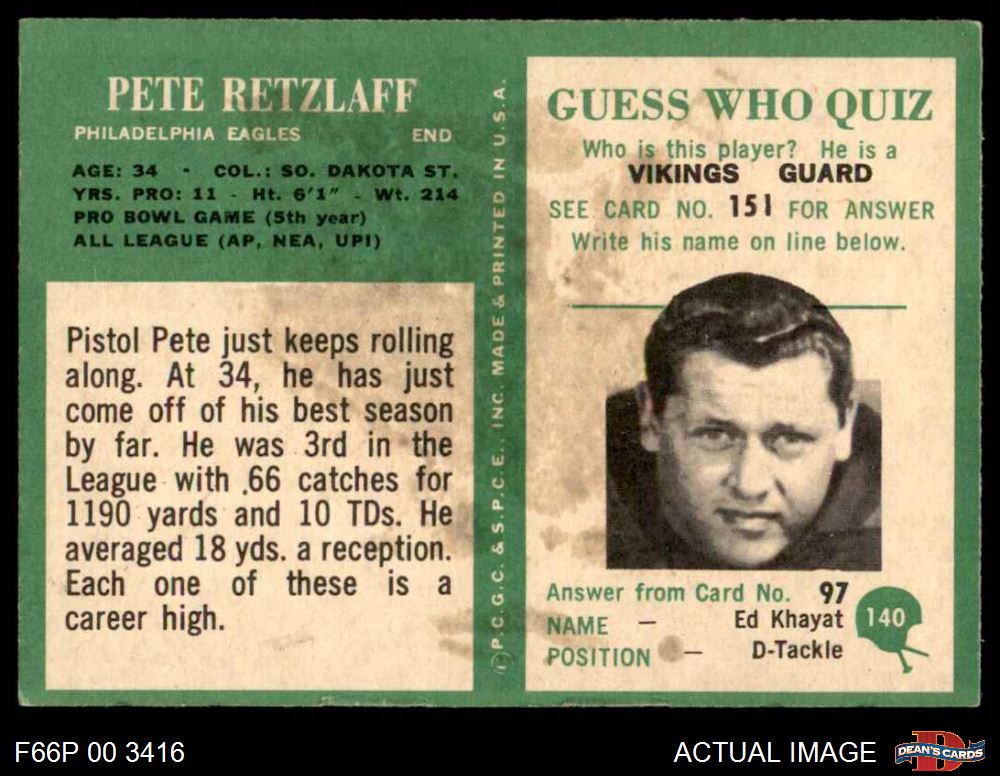 PETE RETZLAFF
PHILADELPHIA EAGLES END
AGE: 34 - COL.: SO. DAKOTA ST.
YRS. PRO: 11 - Ht. 6'1" - Wt. 214
PRO BOWL GAME (5th year)
ALL LEAGUE (AP, NEA, UPI)
Pistol Pete just keeps rolling
along. At 34, he has just
come off of his best season
by far. He was 3rd in the
League with 66 catches for
1190 yards and 10 TDs. He
averaged 18 yds. a reception.
Each one of these is a
career high.
©P.C.G.C. & S.P.C.E., INC. MADE & PRINTED IN U.S.A.
GUESS WHO QUIZ
Who is this player? He is a
VIKINGS GUARD
SEE CARD NO. 151 FOR ANSWER
Write his name on line below.
Answer from Card No. 97
NAME — Ed Khayat
POSITION — D-Tackle
140
F66P 00 3416
ACTUAL IMAGE
D
DEAN'S CARDS